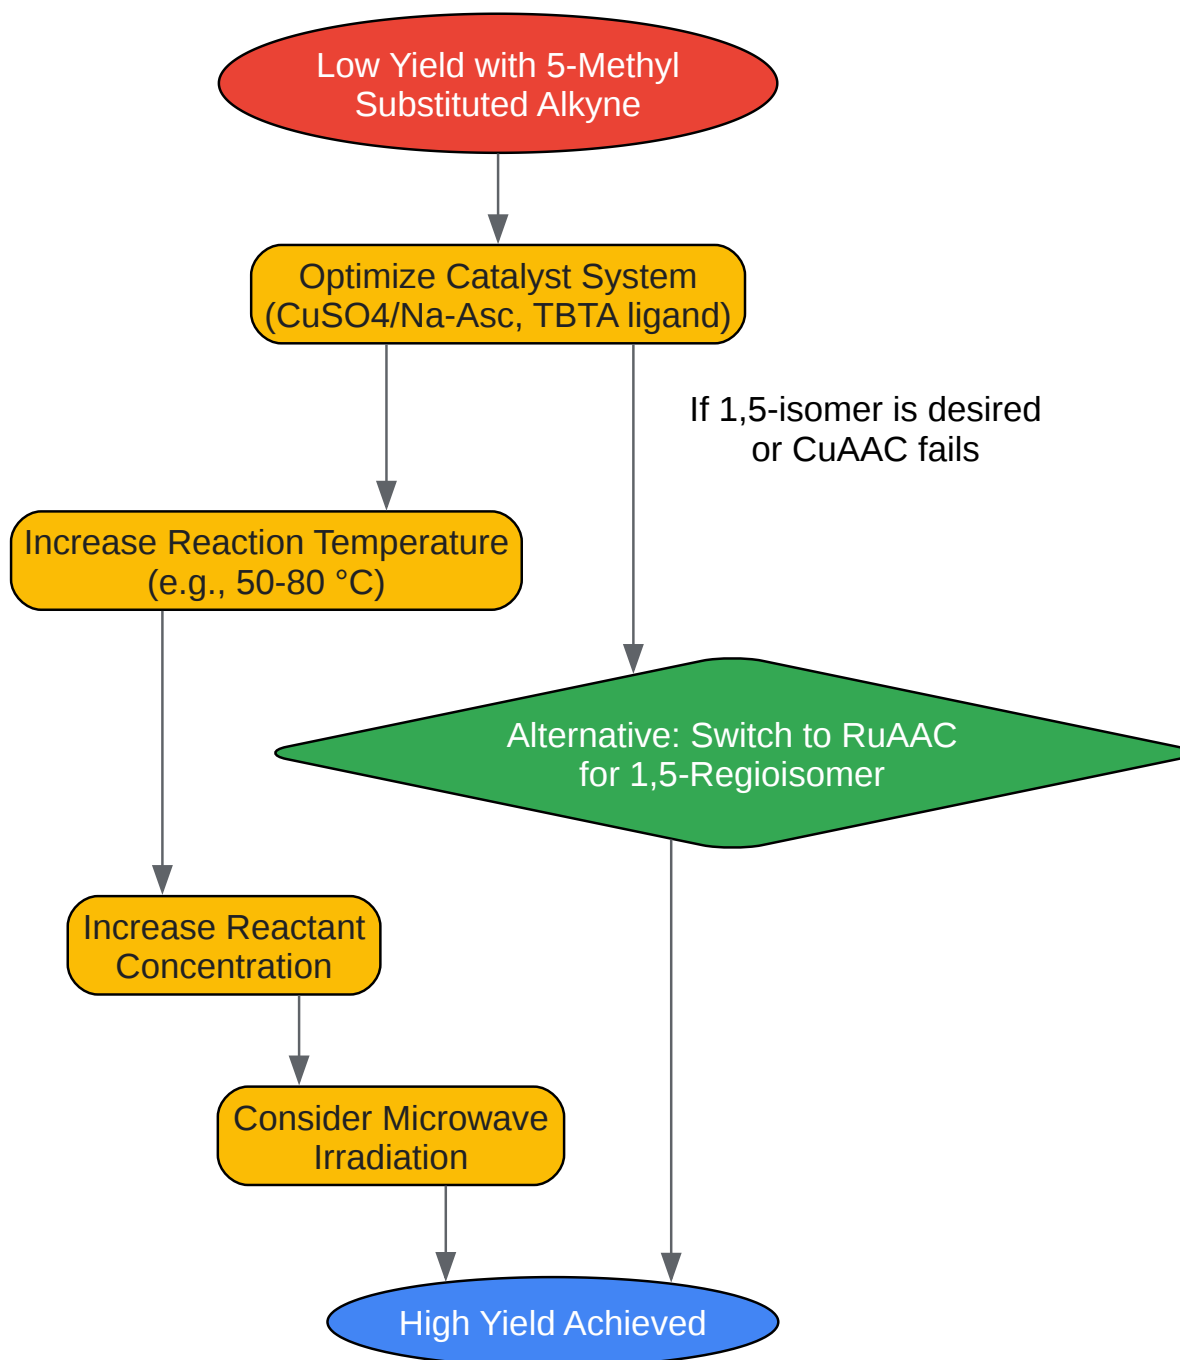 Low Yield with 5-Methyl
Substituted Alkyne
Optimize Catalyst System
(CuSO4/Na-Asc, TBTA ligand)
If 1,5-isomer is desired
or CuAAC fails
Increase Reaction Temperature
(e.g., 50-80 °C)
Alternative: Switch to RuAAC
for 1,5-Regioisomer
Increase Reactant
Concentration
Consider Microwave
Irradiation
High Yield Achieved